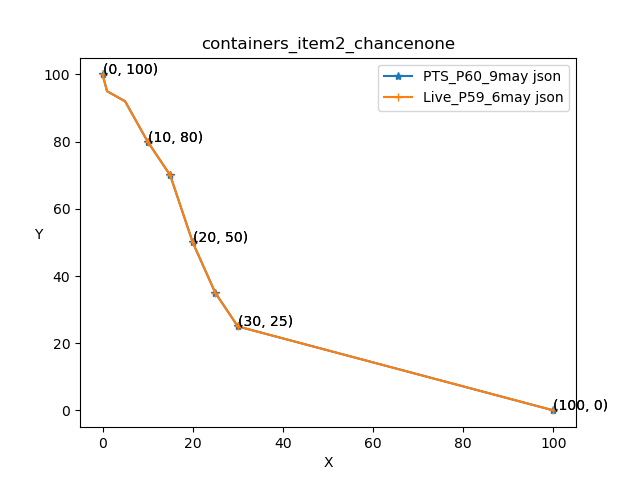 containers_item2_chancenone
PTS_P60_9may json
Live_P59_6may json
(0, 100)
(10, 80)
(20, 50)
(30, 25)
(100, 0)
100
80
60
40
20
0
Y
0 20 40 60 80 100
X